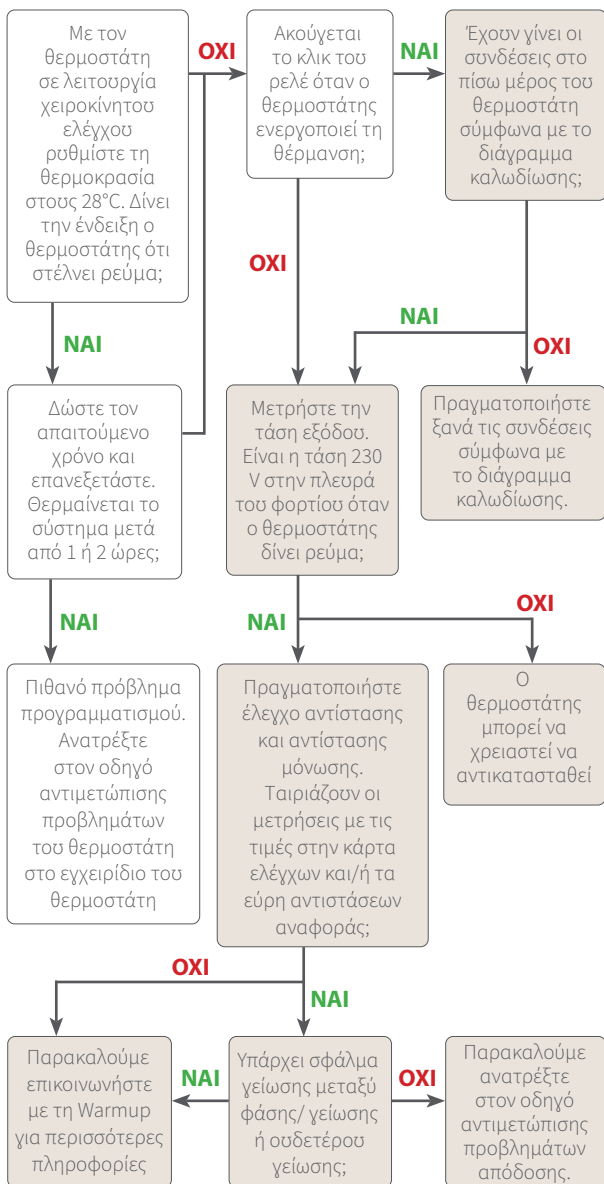 Με τον
θερμοστάτη
σε λειτουργία
χειροκίνητου
ελέγχου
ρυθμίστε τη
θερμοκρασία
στους 28°C. Δίνει
την ένδειξη ο
θερμοστάτης ότι
στέλνει ρεύμα;
ΟΧΙ
Ακούγεται
το κλικ του
ρελέ όταν ο
θερμοστάτης
ενεργοποιεί τη
θέρμανση;
ΝΑΙ
Έχουν γίνει οι
συνδέσεις στο
πίσω μέρος του
θερμοστάτη
σύμφωνα με το
διάγραμμα
καλωδίωσης;
ΟΧΙ
ΝΑΙ
ΝΑΙ
ΟΧΙ
Δώστε τον
απαιτούμενο
χρόνο και
επανεξετάστε.
Θερμαίνεται το
σύστημα μετά
από 1 ή 2 ώρες;
Μετρήστε την
τάση εξόδου.
Είναι η τάση 230
V στην πλευρά
του φορτίου όταν
ο θερμοστάτης
δίνει ρεύμα;
Πραγματοποιήστε
ξανά τις συνδέσεις
σύμφωνα με
το διάγραμμα
καλωδίωσης.
ΝΑΙ
ΝΑΙ
ΟΧΙ
Πιθανό πρόβλημα
προγραμματισμού.
Ανατρέξτε
στον οδηγό
αντιμετώπισης
προβλημάτων
του θερμοστάτη
στο εγχειρίδιο του
θερμοστάτη
Πραγματοποιήστε
έλεγχο αντίστασης
και αντίστασης
μόνωσης.
Ταιριάζουν οι
μετρήσεις με τις
τιμές στην κάρτα
ελέγχων και/ή τα
εύρη αντιστάσεων
αναφοράς;
Ο
θερμοστάτης
μπορεί να
χρειαστεί να
αντικατασταθεί
ΟΧΙ
ΝΑΙ
Παρακαλούμε
επικοινωνήστε
με τη Warmup
για περισσότερες
πληροφορίες
ΝΑΙ
Υπάρχει σφάλμα
γείωσης μεταξύ
φάσης/ γείωσης
ή ουδετέρου
γείωσης;
ΟΧΙ
Παρακαλούμε
ανατρέξτε
στον οδηγό
αντιμετώπισης
προβλημάτων
απόδοσης.